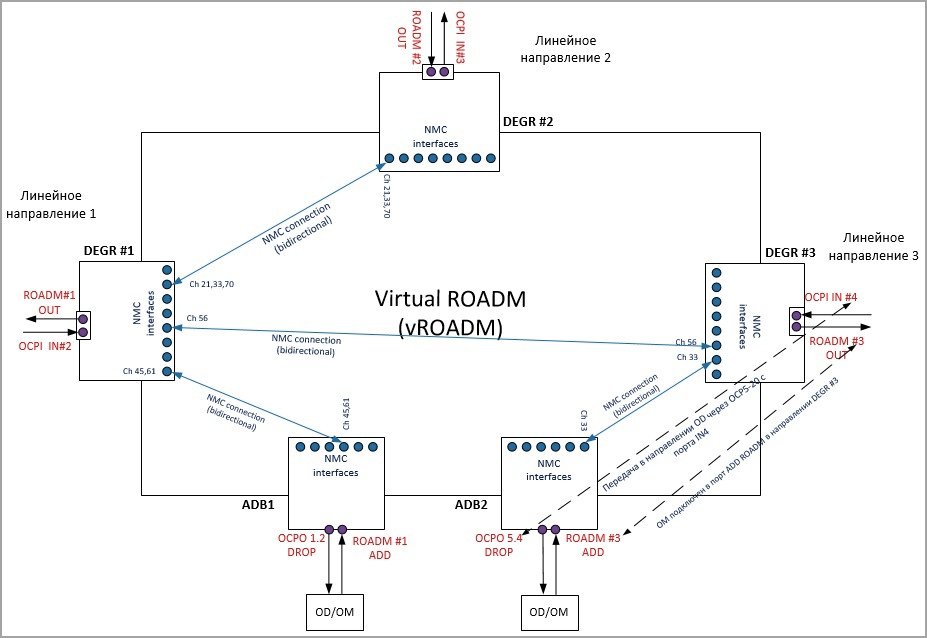 ROADM #2
OUT
OCPI IN#3
Линейное
направление 2
DEGR #2
NMC
interfaces
Ch 21,33,70
Линейное
направление 1
DEGR #1
NMC connection
(bidirectional)
DEGR #3
Линейное
направление 3
ROADM#1
OUT
OCPI IN#2
NMC
interfaces
Ch 21,33,70
Ch 56
Ch 45,61
Virtual ROADM
(vROADM)
NMC connection
(bidirectional)
NMC
interfaces
Ch 56
Ch 33
OCPI IN #4
ROADM #3
OUT
NMC connection
(bidirectional)
Ch 45,61
NMC connection
(bidirectional)
Ch 33
Передача в направлении OD через OCP5-20 с
порта IN4
OM подключен в порт ADD ROADM в направлении DEGR #3
NMC
interfaces
ADB1
NMC
interfaces
ADB2
OCPO 1.2
DROP
ROADM #1
ADD
OCPO 5.4
DROP
ROADM #3
ADD
OD/OM
OD/OM